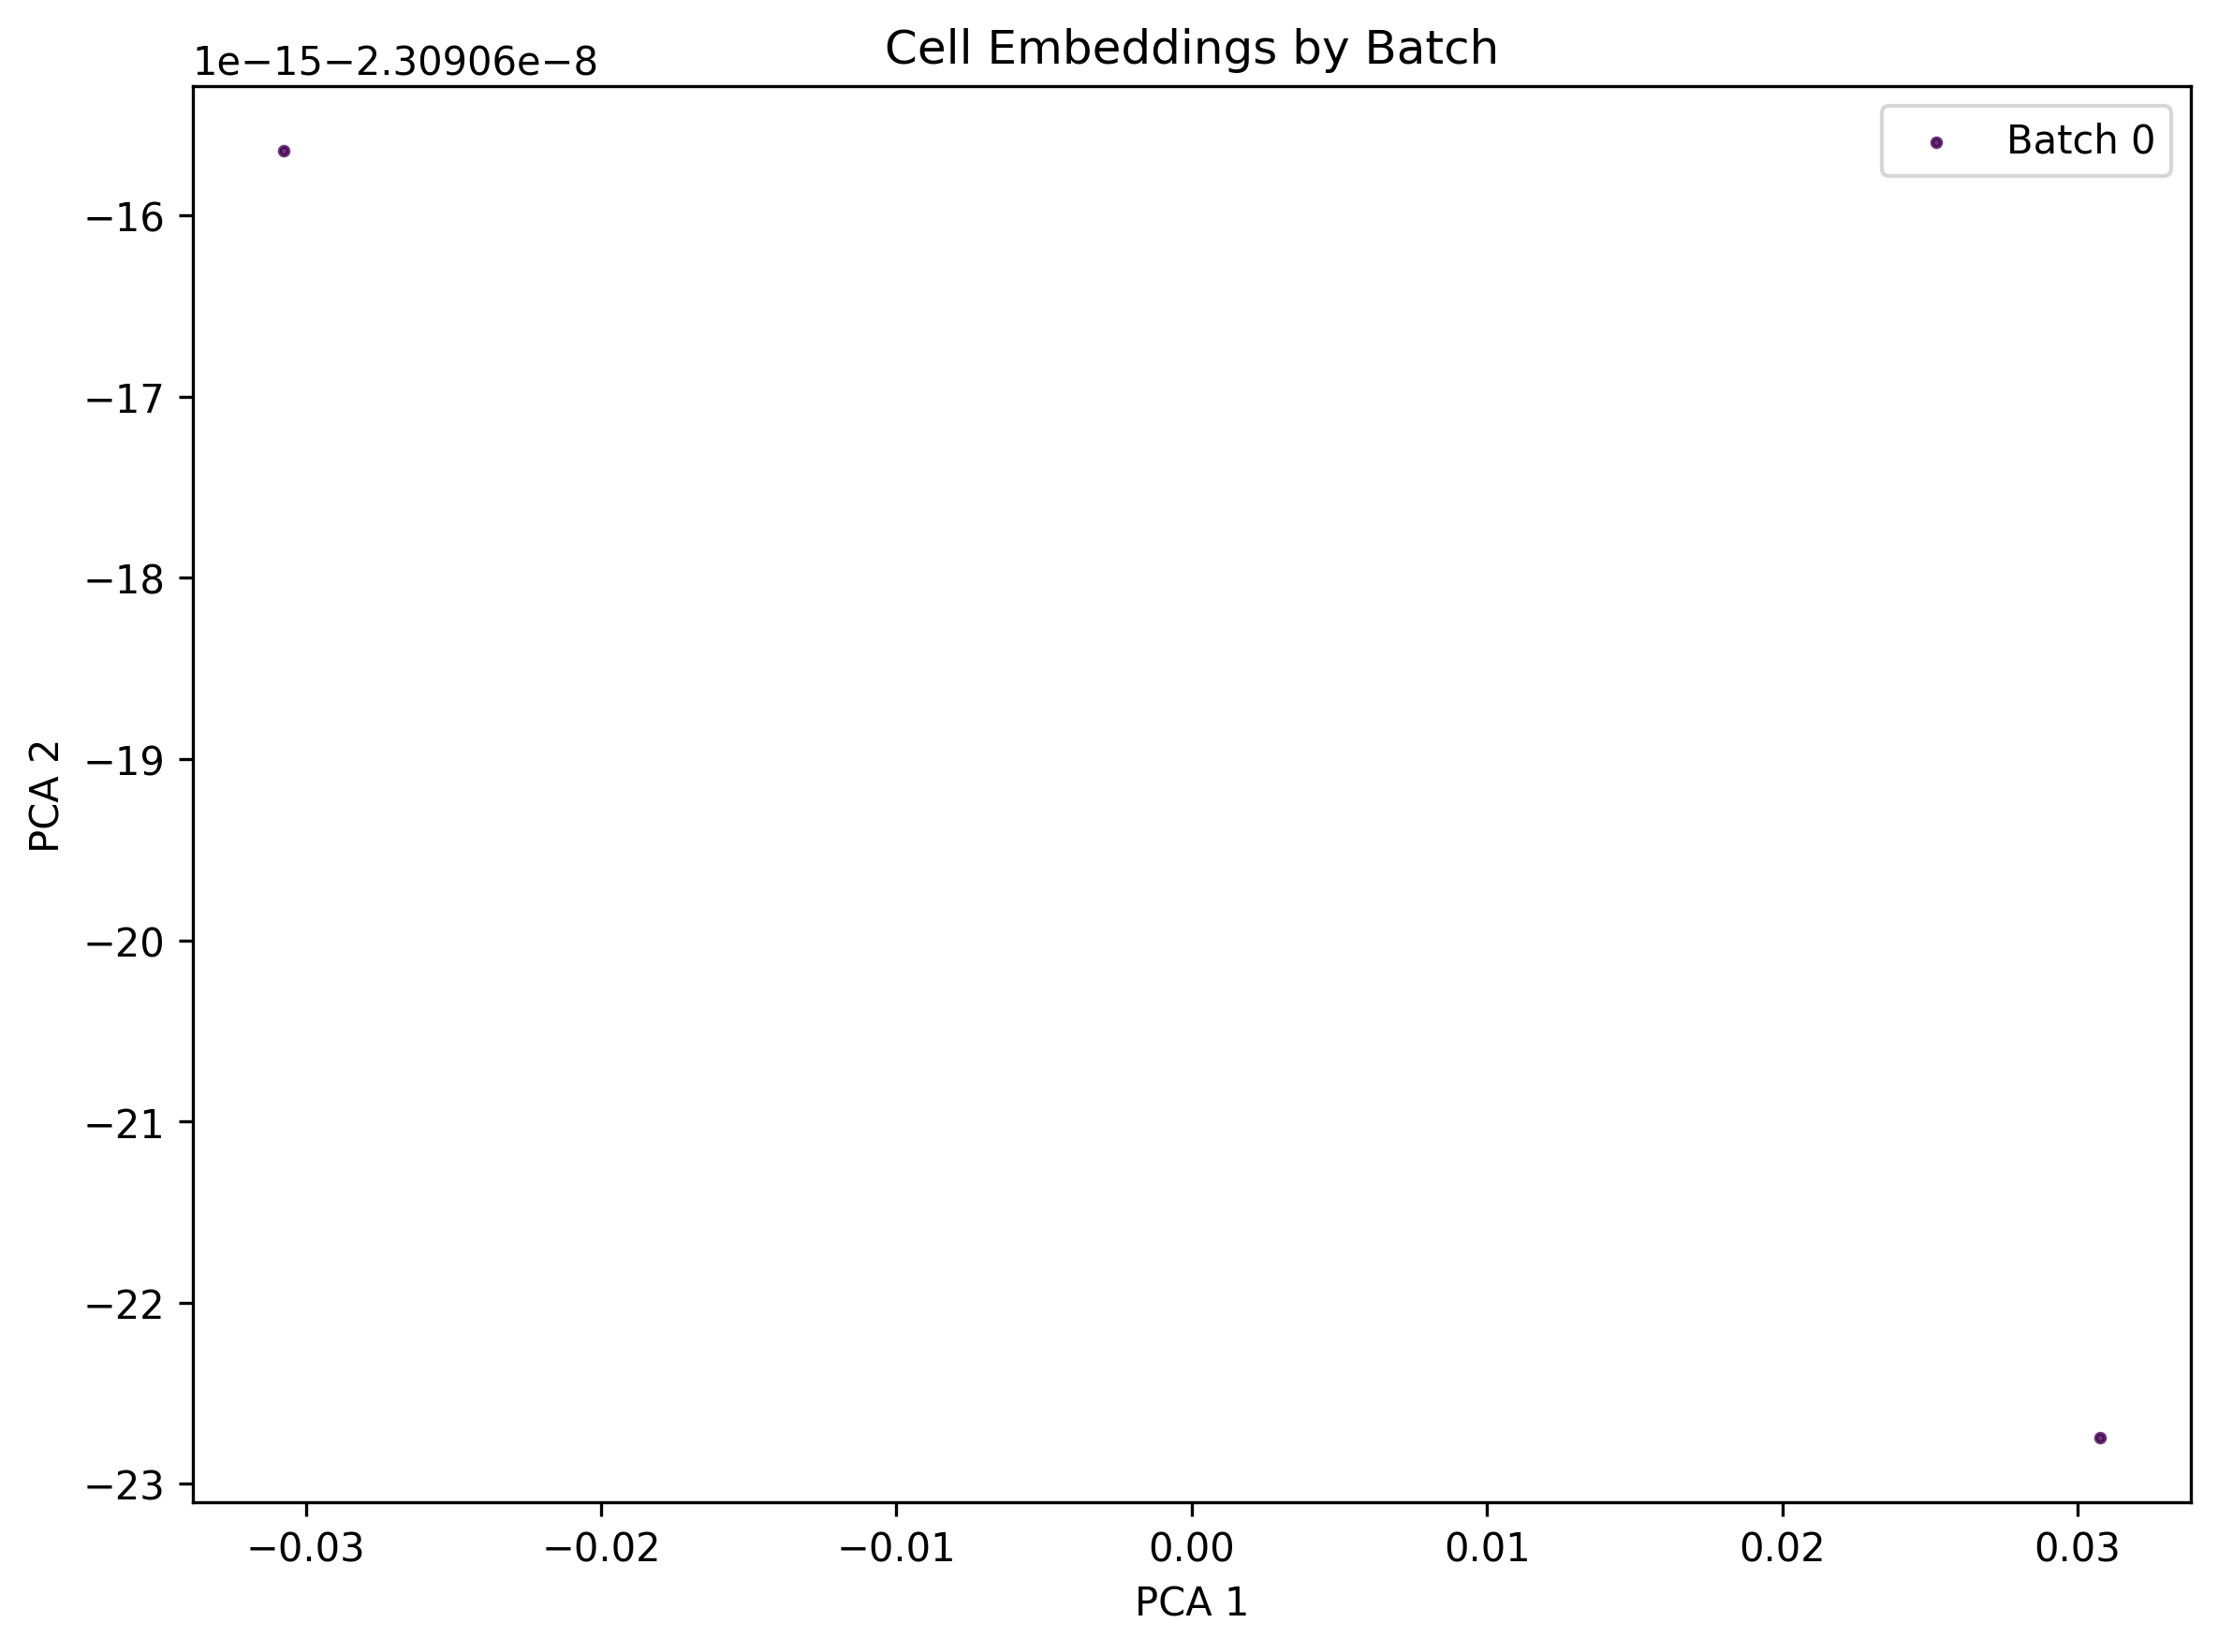 Cell Embeddings by Batch
1e−15−2.30906e−8
Batch 0
−16
−17
−18
−19
−20
−21
−22
−23
PCA 2
−0.03 −0.02 −0.01 0.00 0.01 0.02 0.03
PCA 1